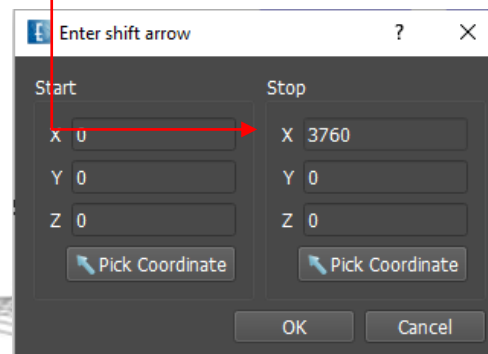 Enter shift arrow ? X
Start Stop
X 0 X 3760
Y 0 Y 0
Z 0 Z 0
Pick Coordinate Pick Coordinate
OK Cancel